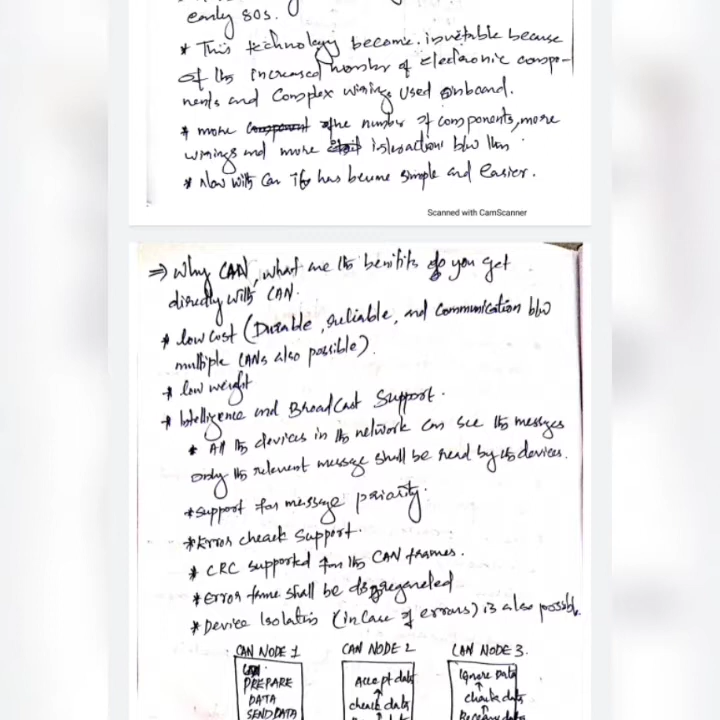 early 80s.
* This technology become inevitable because
of the increased number of electronic compo-
nents and complex wirings used onboard.
* more the number of components, more
wirings and more interactions b/w them
* Now with can it has become simple and easier.
Scanned with CamScanner
⇒ Why CAN, what are the benifits do you get
directly with CAN.
* low cost (Durable, reliable, and communication b/w
multiple CANs also possible).
* low weight
* Intelligence and BroadCast Support.
* All the devices in the network can see the messages
only the relevent message shall be read by the devices.
* support for message priority.
* Error cheack support.
* CRC supported for the CAN frames.
* Error frame shall be
* Device Isolation (in case of errors) is also possible.
CAN NODE 1 CAN NODE 2 CAN NODE 3.
PREPARE Accept data Ignore data
DATA check data check data
SEND DATA Receive data